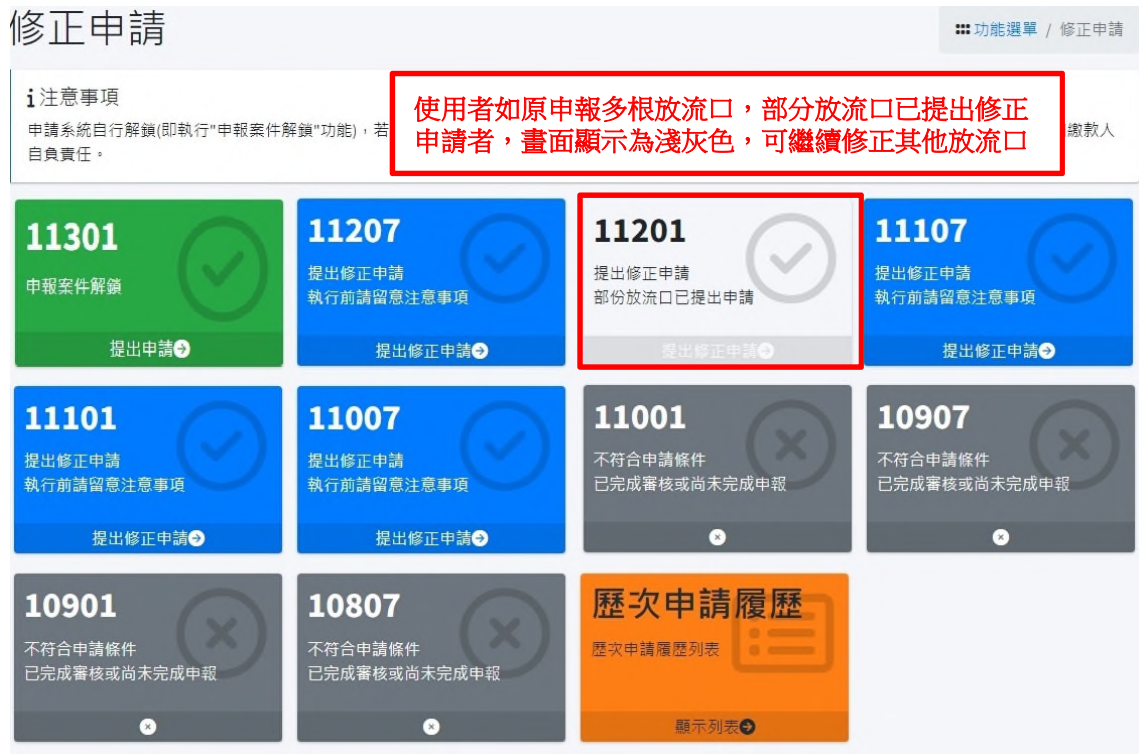 修正申請
功能選單 / 修正申請
i注意事項
申請系統自行解鎖(即執行"申報案件解鎖"功能)，若
繳款人
自負責任。
使用者如原申報多根放流口，部分放流口已提出修正
申請者，畫面顯示為淺灰色，可繼續修正其他放流口
11301
申報案件解鎖
提出申請
11207
提出修正申請
執行前請留意注意事項
提出修正申請
11201
提出修正申請
部份放流口已提出申請
提出修正申請
11107
提出修正申請
執行前請留意注意事項
提出修正申請
11101
提出修正申請
執行前請留意注意事項
提出修正申請
11007
提出修正申請
執行前請留意注意事項
提出修正申請
11001
不符合申請條件
已完成審核或尚未完成申報
10907
不符合申請條件
已完成審核或尚未完成申報
10901
不符合申請條件
已完成審核或尚未完成申報
10807
不符合申請條件
已完成審核或尚未完成申報
歷次申請履歷
歷次申請履歷列表
顯示列表